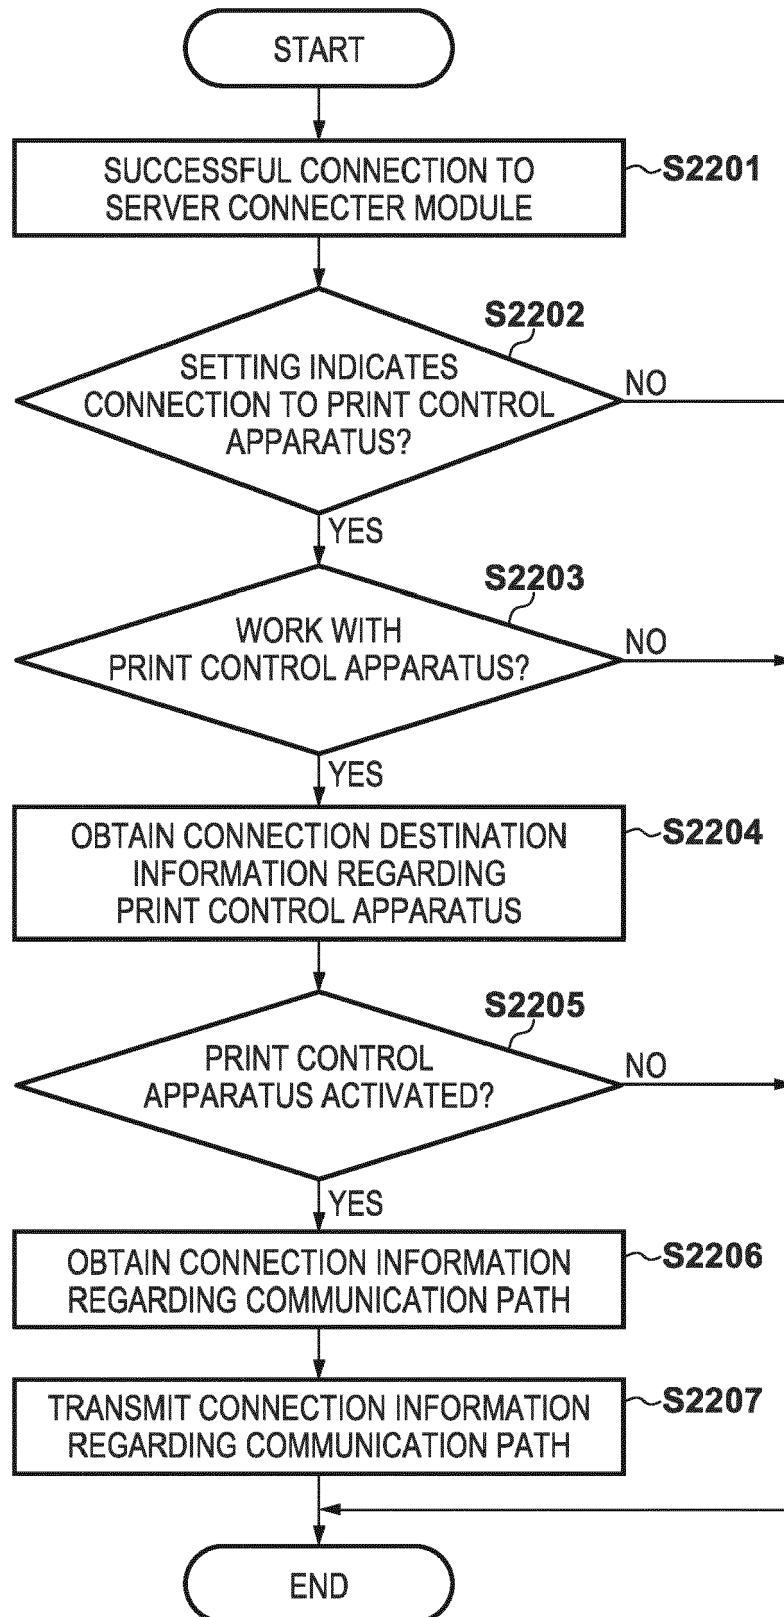 START
SUCCESSFUL CONNECTION TO
SERVER CONNECTER MODULE
S2201
S2202
SETTING INDICATES
CONNECTION TO PRINT CONTROL
APPARATUS?
NO
YES
S2203
WORK WITH
PRINT CONTROL APPARATUS?
NO
YES
OBTAIN CONNECTION DESTINATION
INFORMATION REGARDING
PRINT CONTROL APPARATUS
S2204
S2205
PRINT CONTROL
APPARATUS ACTIVATED?
NO
YES
OBTAIN CONNECTION INFORMATION
REGARDING COMMUNICATION PATH
S2206
TRANSMIT CONNECTION INFORMATION
REGARDING COMMUNICATION PATH
S2207
END